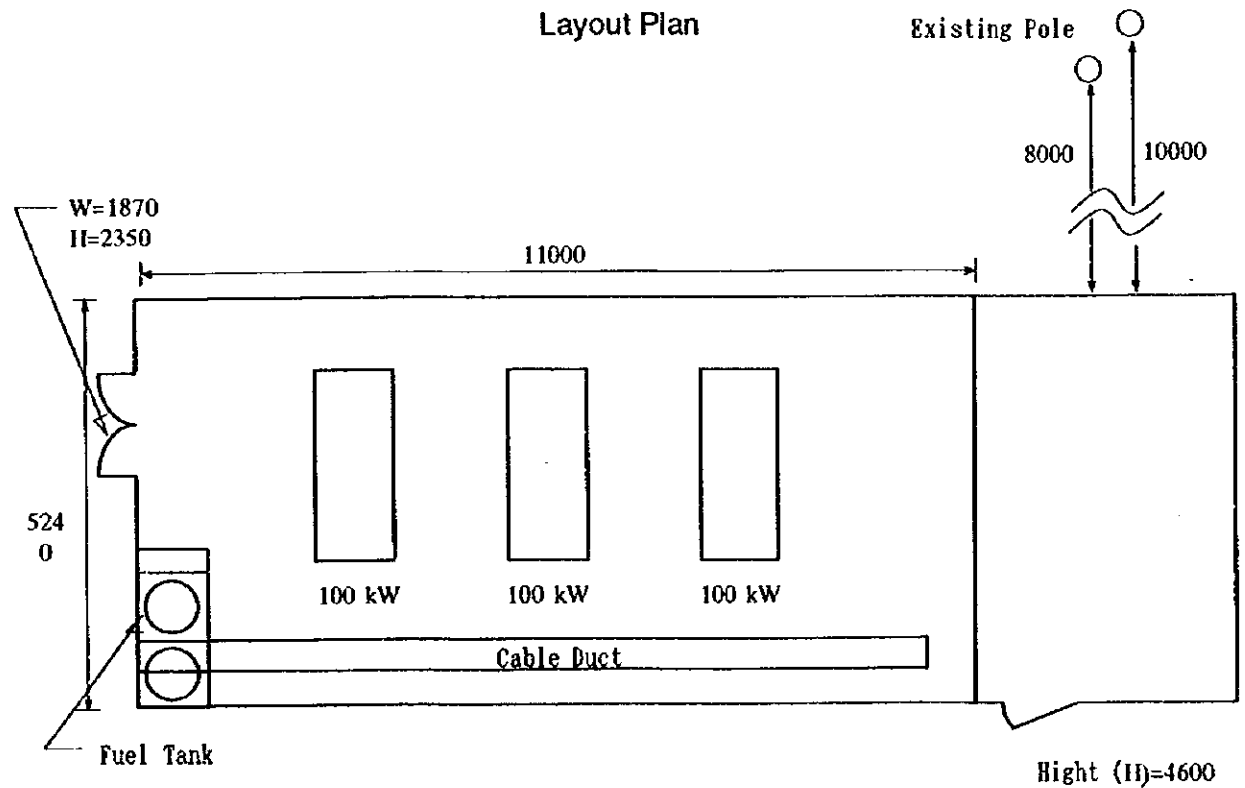 Layout Plan
Existing Pole
8000
10000
W=1870
H=2350
11000
524
0
100 kW
100 kW
100 kW
Cable Duct
Fuel Tank
Hight (H)=4600